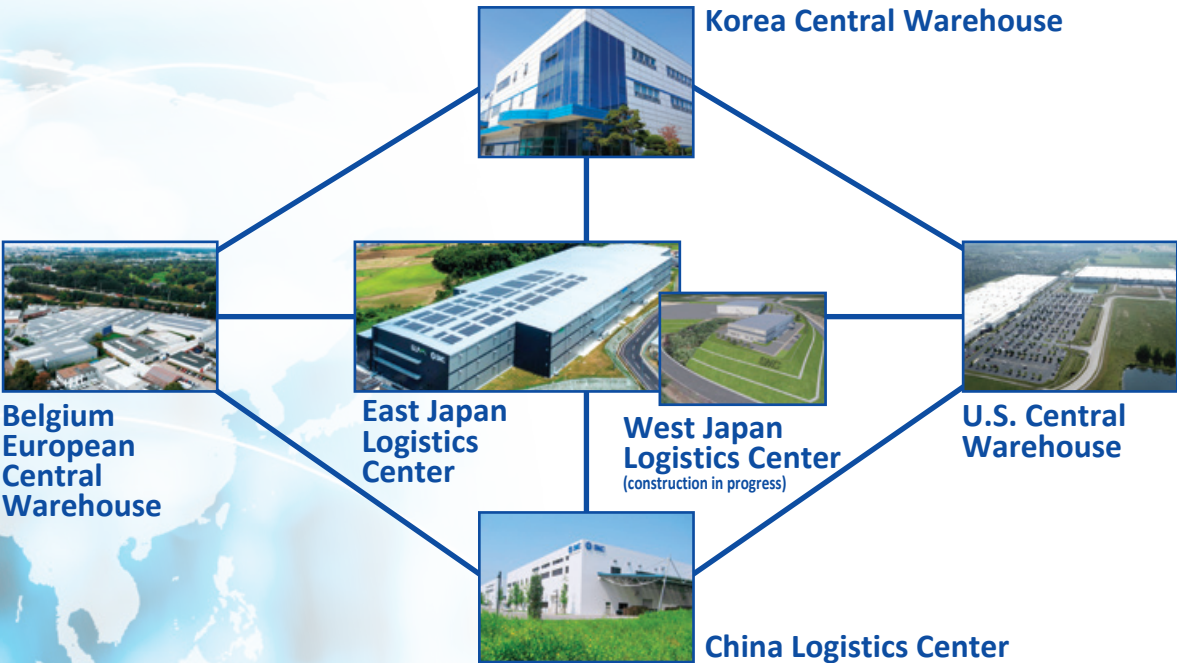 Korea Central Warehouse
Belgium
European
Central
Warehouse
East Japan
Logistics
Center
West Japan
Logistics Center
(construction in progress)
U.S. Central
Warehouse
China Logistics Center